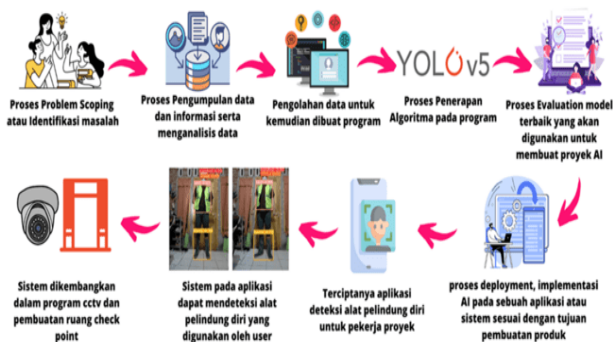 Proses Problem Scoping
atau Identifikasi masalah
Proses Pengumpulan data
dan informasi serta
menganalisis data
Pengolahan data untuk
kemudian dibuat program
YOLOv5
Proses Penerapan
Algoritma pada program
Proses Evaluation model
terbaik yang akan
digunakan untuk
membuat proyek AI
proses deployment, implementasi
AI pada sebuah aplikasi atau
sistem sesuai dengan tujuan
pembuatan produk
Terciptanya aplikasi
deteksi alat pelindung diri
untuk pekerja proyek
Sistem pada aplikasi
dapat mendeteksi alat
pelindung diri yang
digunakan oleh user
Sistem dikembangkan
dalam program cctv dan
pembuatan ruang check
point